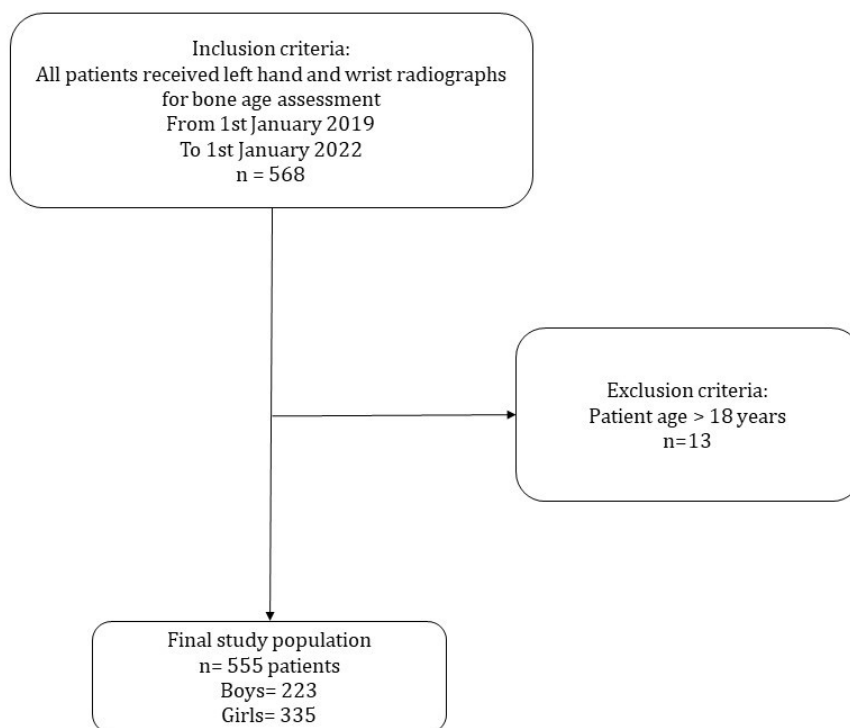 Inclusion criteria:
All patients received left hand and wrist radiographs
for bone age assessment
From 1st January 2019
To 1st January 2022
n = 568
Exclusion criteria:
Patient age > 18 years
n=13
Final study population
n= 555 patients
Boys= 223
Girls= 335